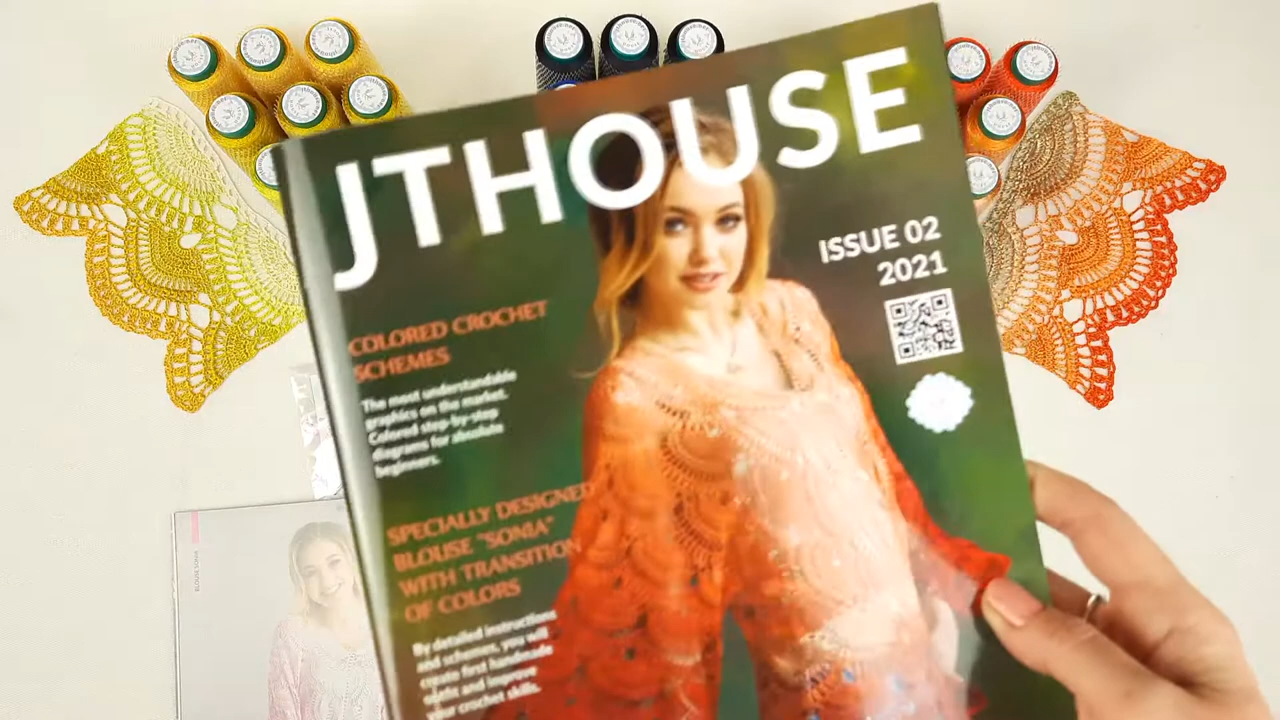 JTHOUSE
ISSUE 02
2021
COLORED CROCHET
SCHEMES
The most understandable
graphics on the market.
Colored step-by-step
diagrams for absolute
beginners.
SPECIALLY DESIGNED
BLOUSE "SONIA"
WITH TRANSITION
OF COLORS
By detailed instructions
and schemes, you will
create first handmade
outfit and improve
your crochet skills.
BLOUSE SONIA